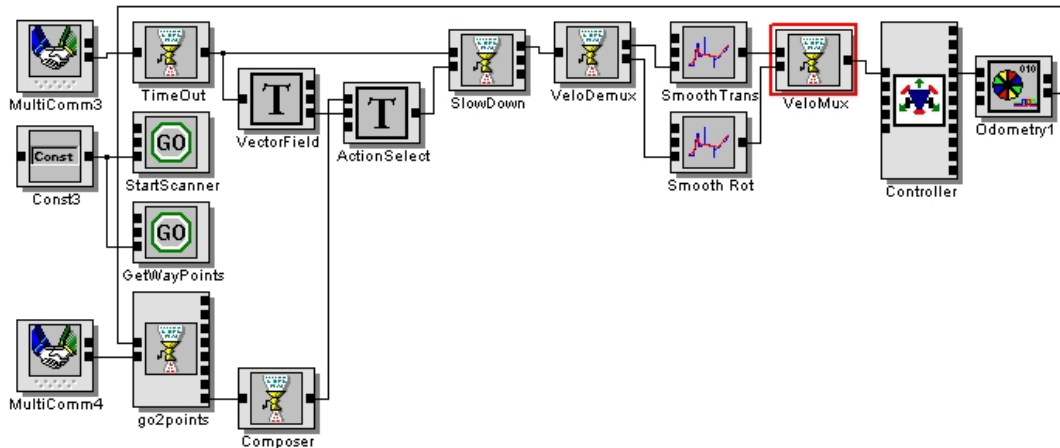 MultiComm3
TimeOut
VectorField
ActionSelect
SlowDown
VeloDemux
SmoothTrans
VeloMux
010
Odometry1
Const
Const3
GO
StartScanner
Smooth Rot
Controller
GO
GetWayPoints
MultiComm4
go2points
Composer
T
T